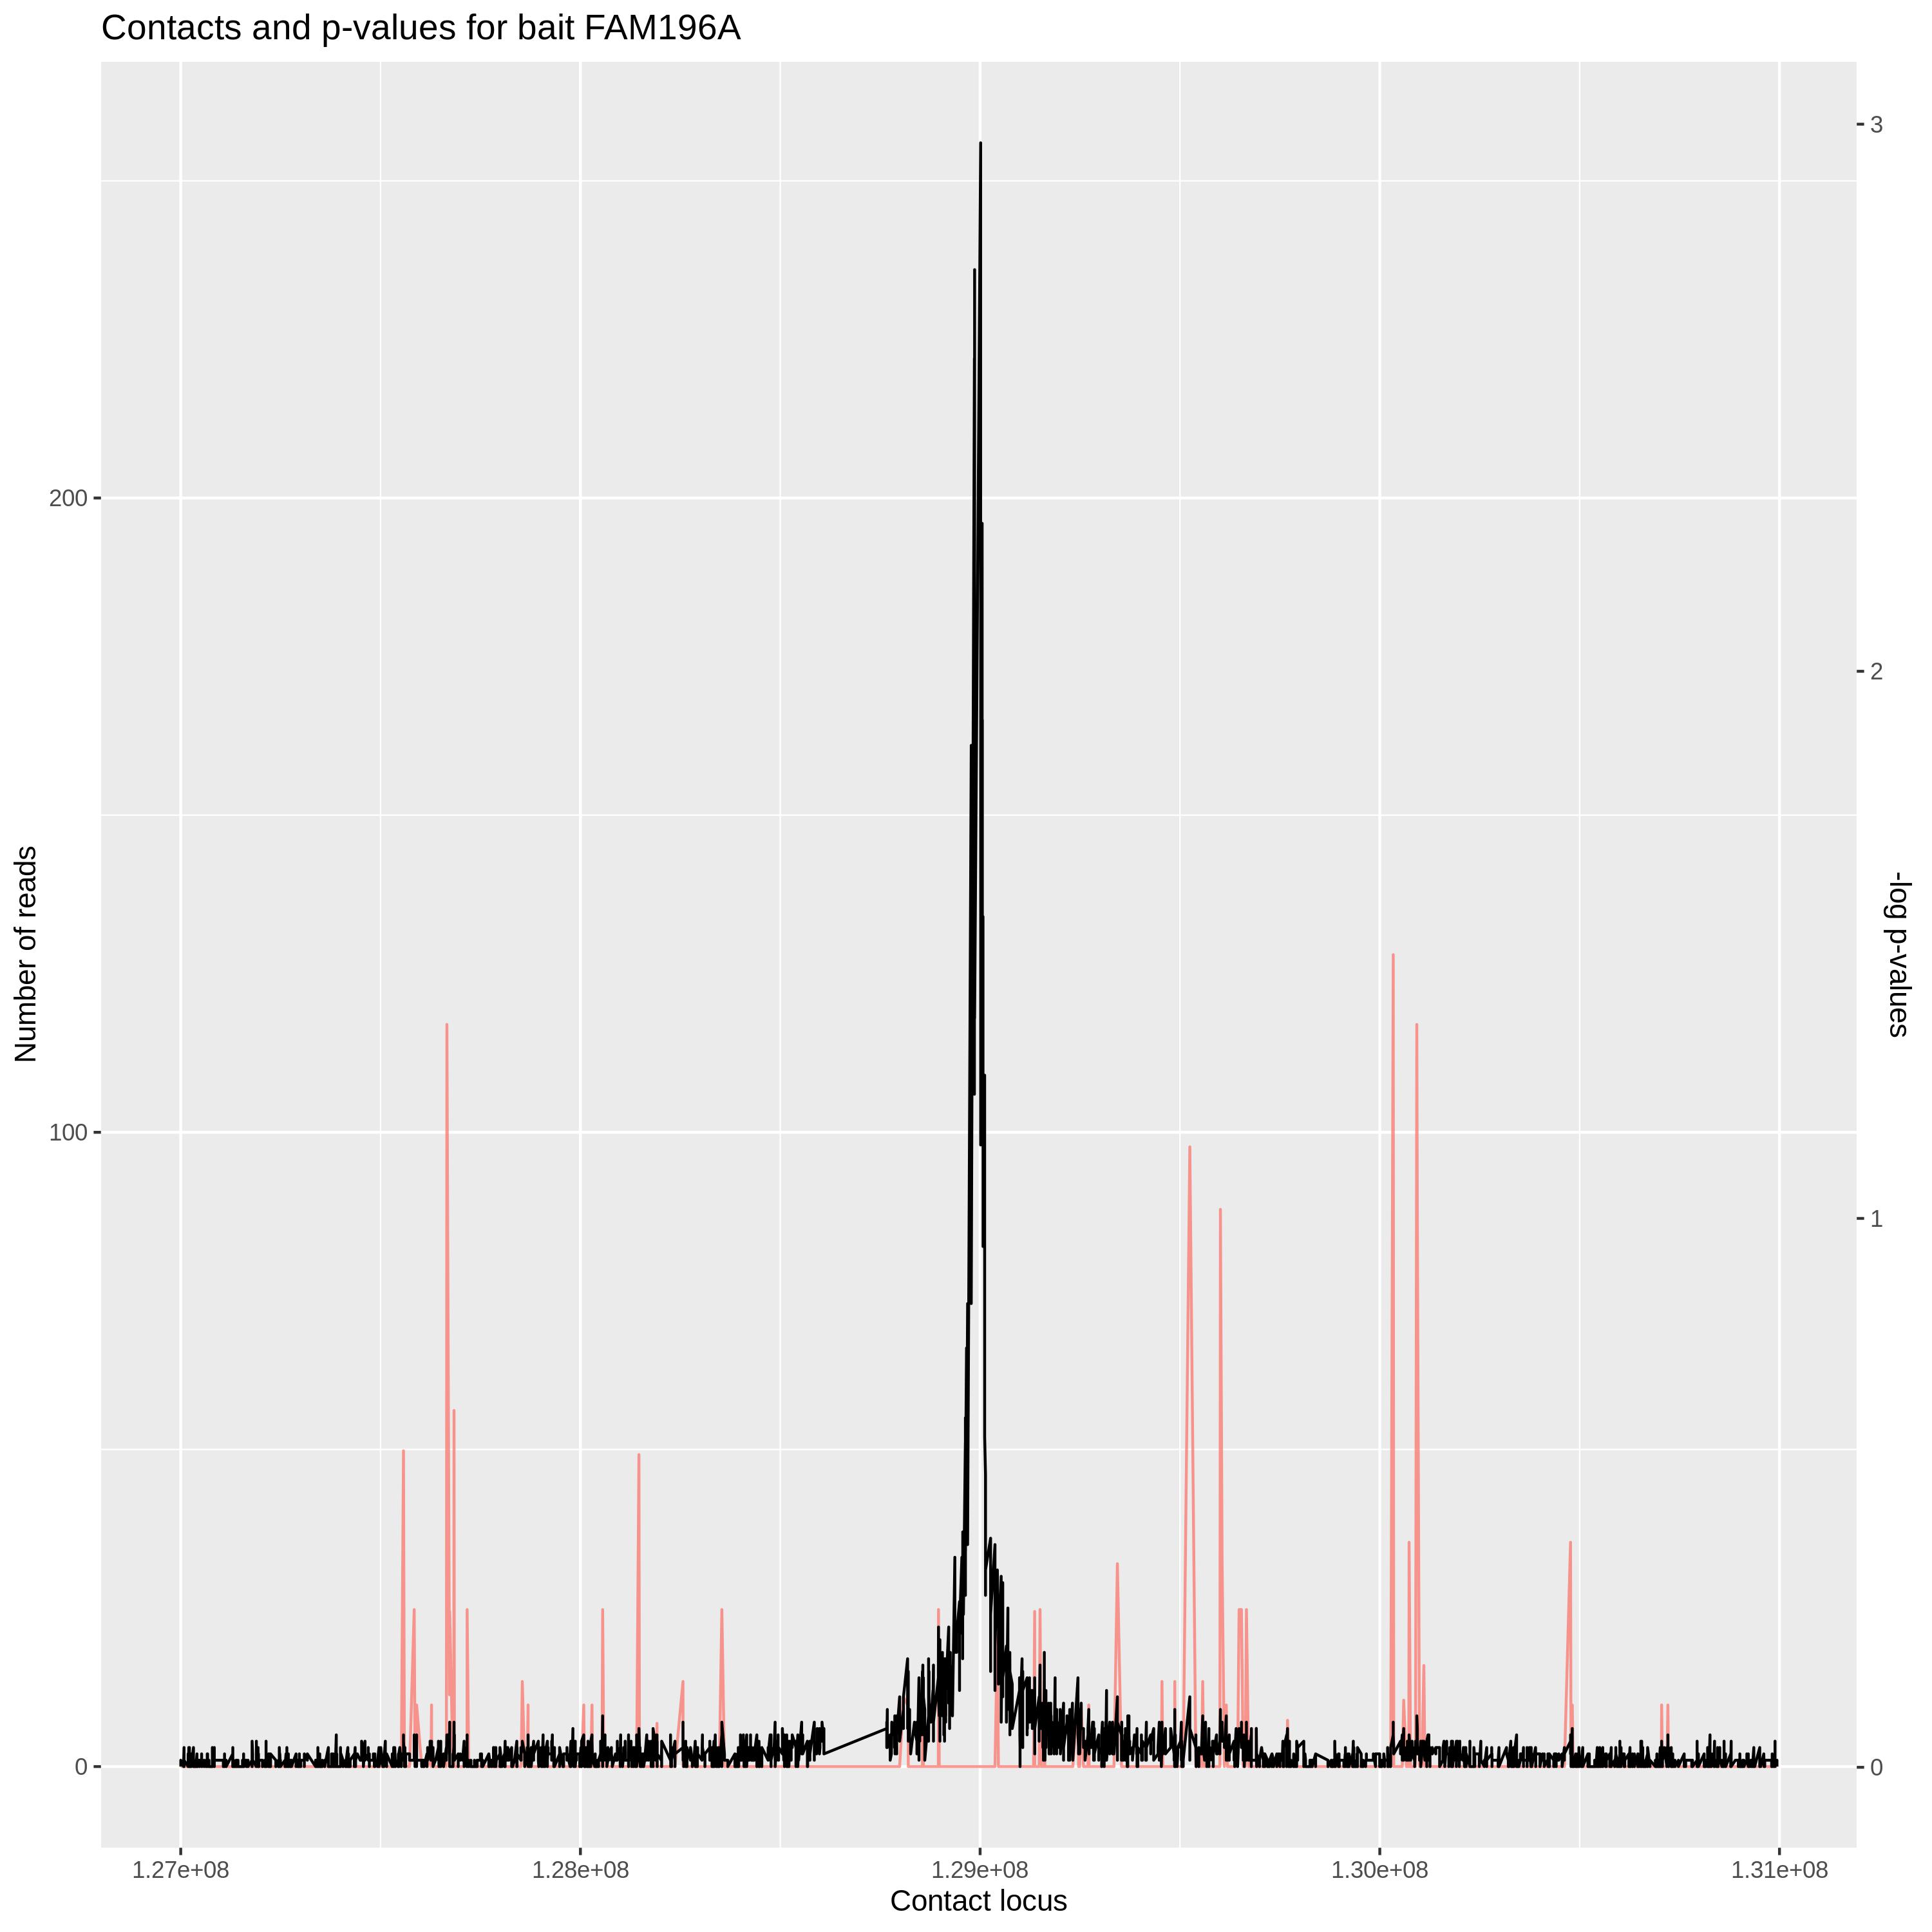 Contacts and p-values for bait FAM196A
Number of reads
200
100
0
3
2
1
0
-log p-values
1.27e+08
1.28e+08
1.29e+08
1.30e+08
1.31e+08
Contact locus